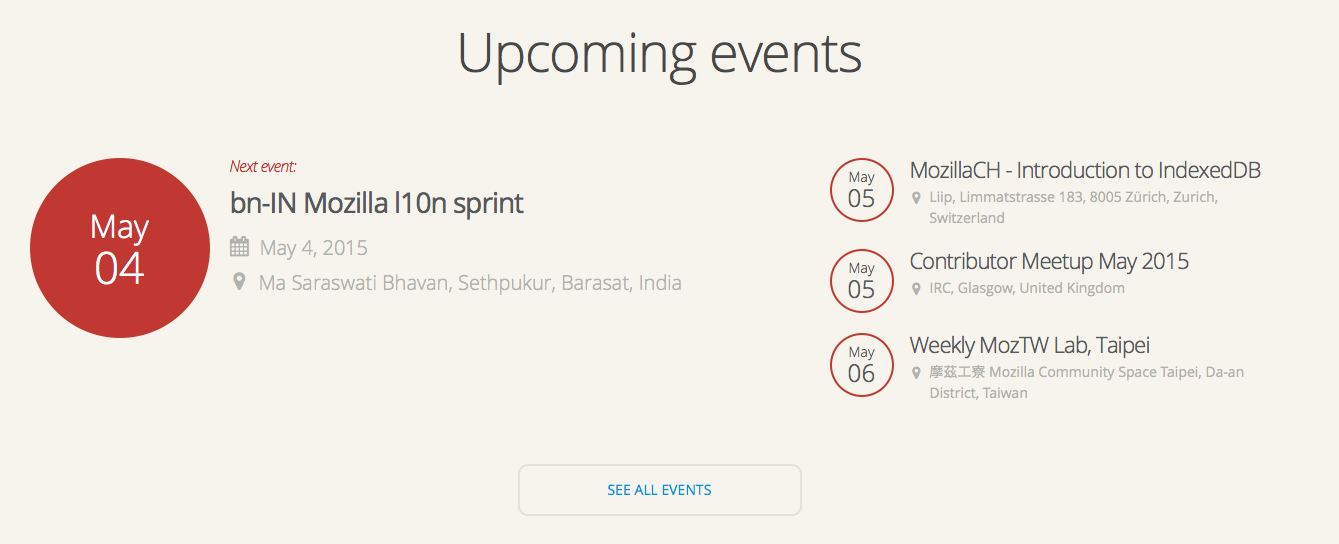 Upcoming events
May
04
Next event:
bn-IN Mozilla l10n sprint
May 4, 2015
Ma Saraswati Bhavan, Sethpukur, Barasat, India
May
05
MozillaCH - Introduction to IndexedDB
Liip, Limmatstrasse 183, 8005 Zürich, Zurich,
Switzerland
May
05
Contributor Meetup May 2015
IRC, Glasgow, United Kingdom
May
06
Weekly MozTW Lab, Taipei
摩茲工寮 Mozilla Community Space Taipei, Da-an
District, Taiwan
SEE ALL EVENTS